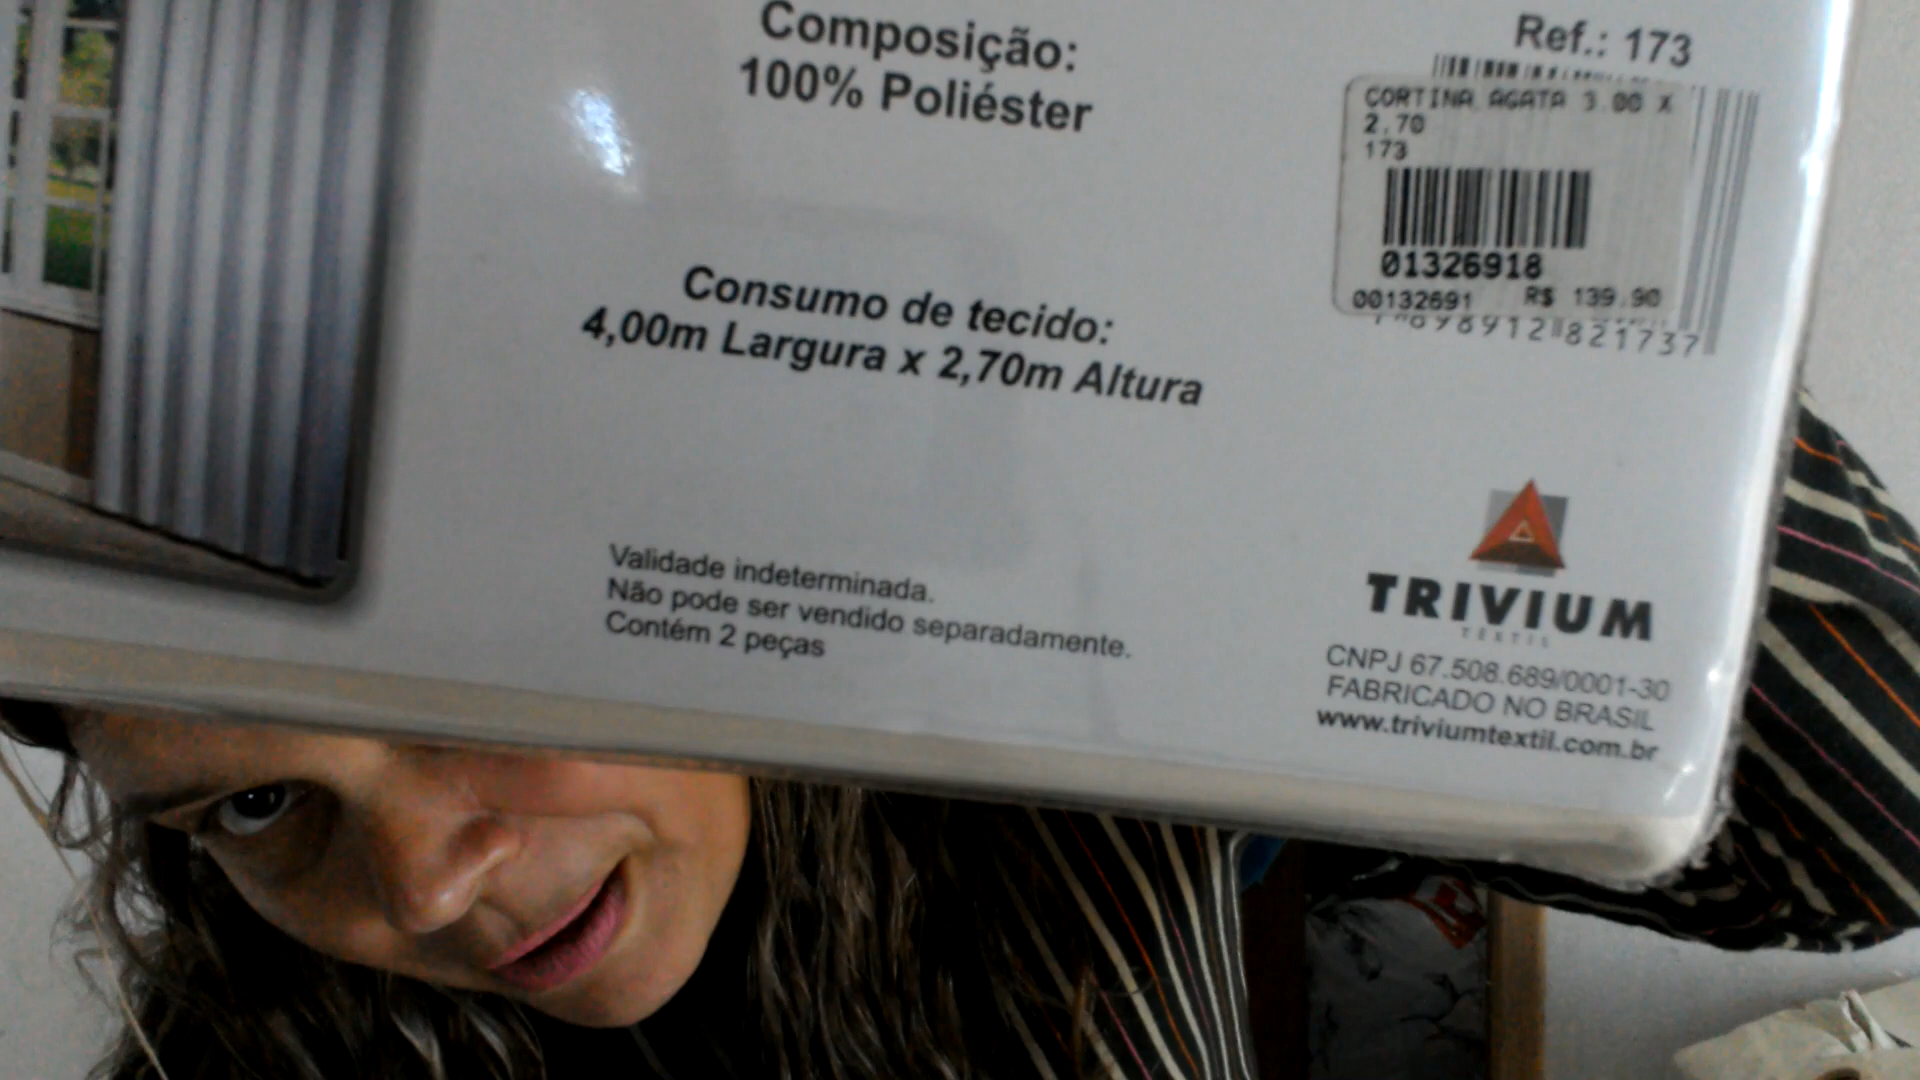 Composição:
100% Poliéster
Ref.: 173
CORTINA AGATA 3.00 X
2.70
173
01326918
00132691 R$ 139.90
898912 821737
Consumo de tecido:
4,00m Largura x 2,70m Altura
Validade indeterminada.
Não pode ser vendido separadamente.
Contém 2 peças
TRIVIUM
TEXTIL
CNPJ 67.508.689/0001-30
FABRICADO NO BRASIL
www.triviumtextil.com.br